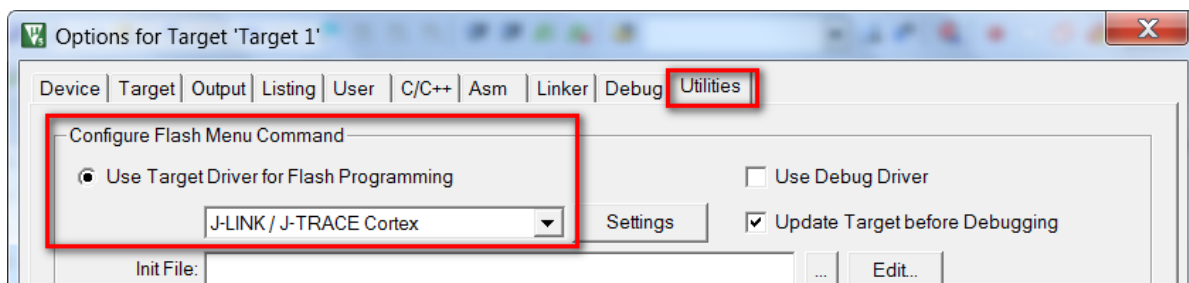 Options for Target 'Target 1'
Device Target Output Listing User C/C++ Asm Linker Debug Utilities
Configure Flash Menu Command
Use Target Driver for Flash Programming Use Debug Driver
J-LINK / J-TRACE Cortex Settings Update Target before Debugging
Init File: ... Edit...